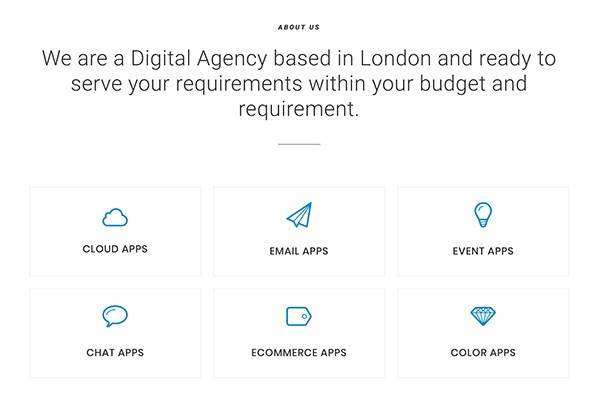 ABOUT US
We are a Digital Agency based in London and ready to
serve your requirements within your budget and
requirement.
CLOUD APPS
EMAIL APPS
EVENT APPS
CHAT APPS
ECOMMERCE APPS
COLOR APPS